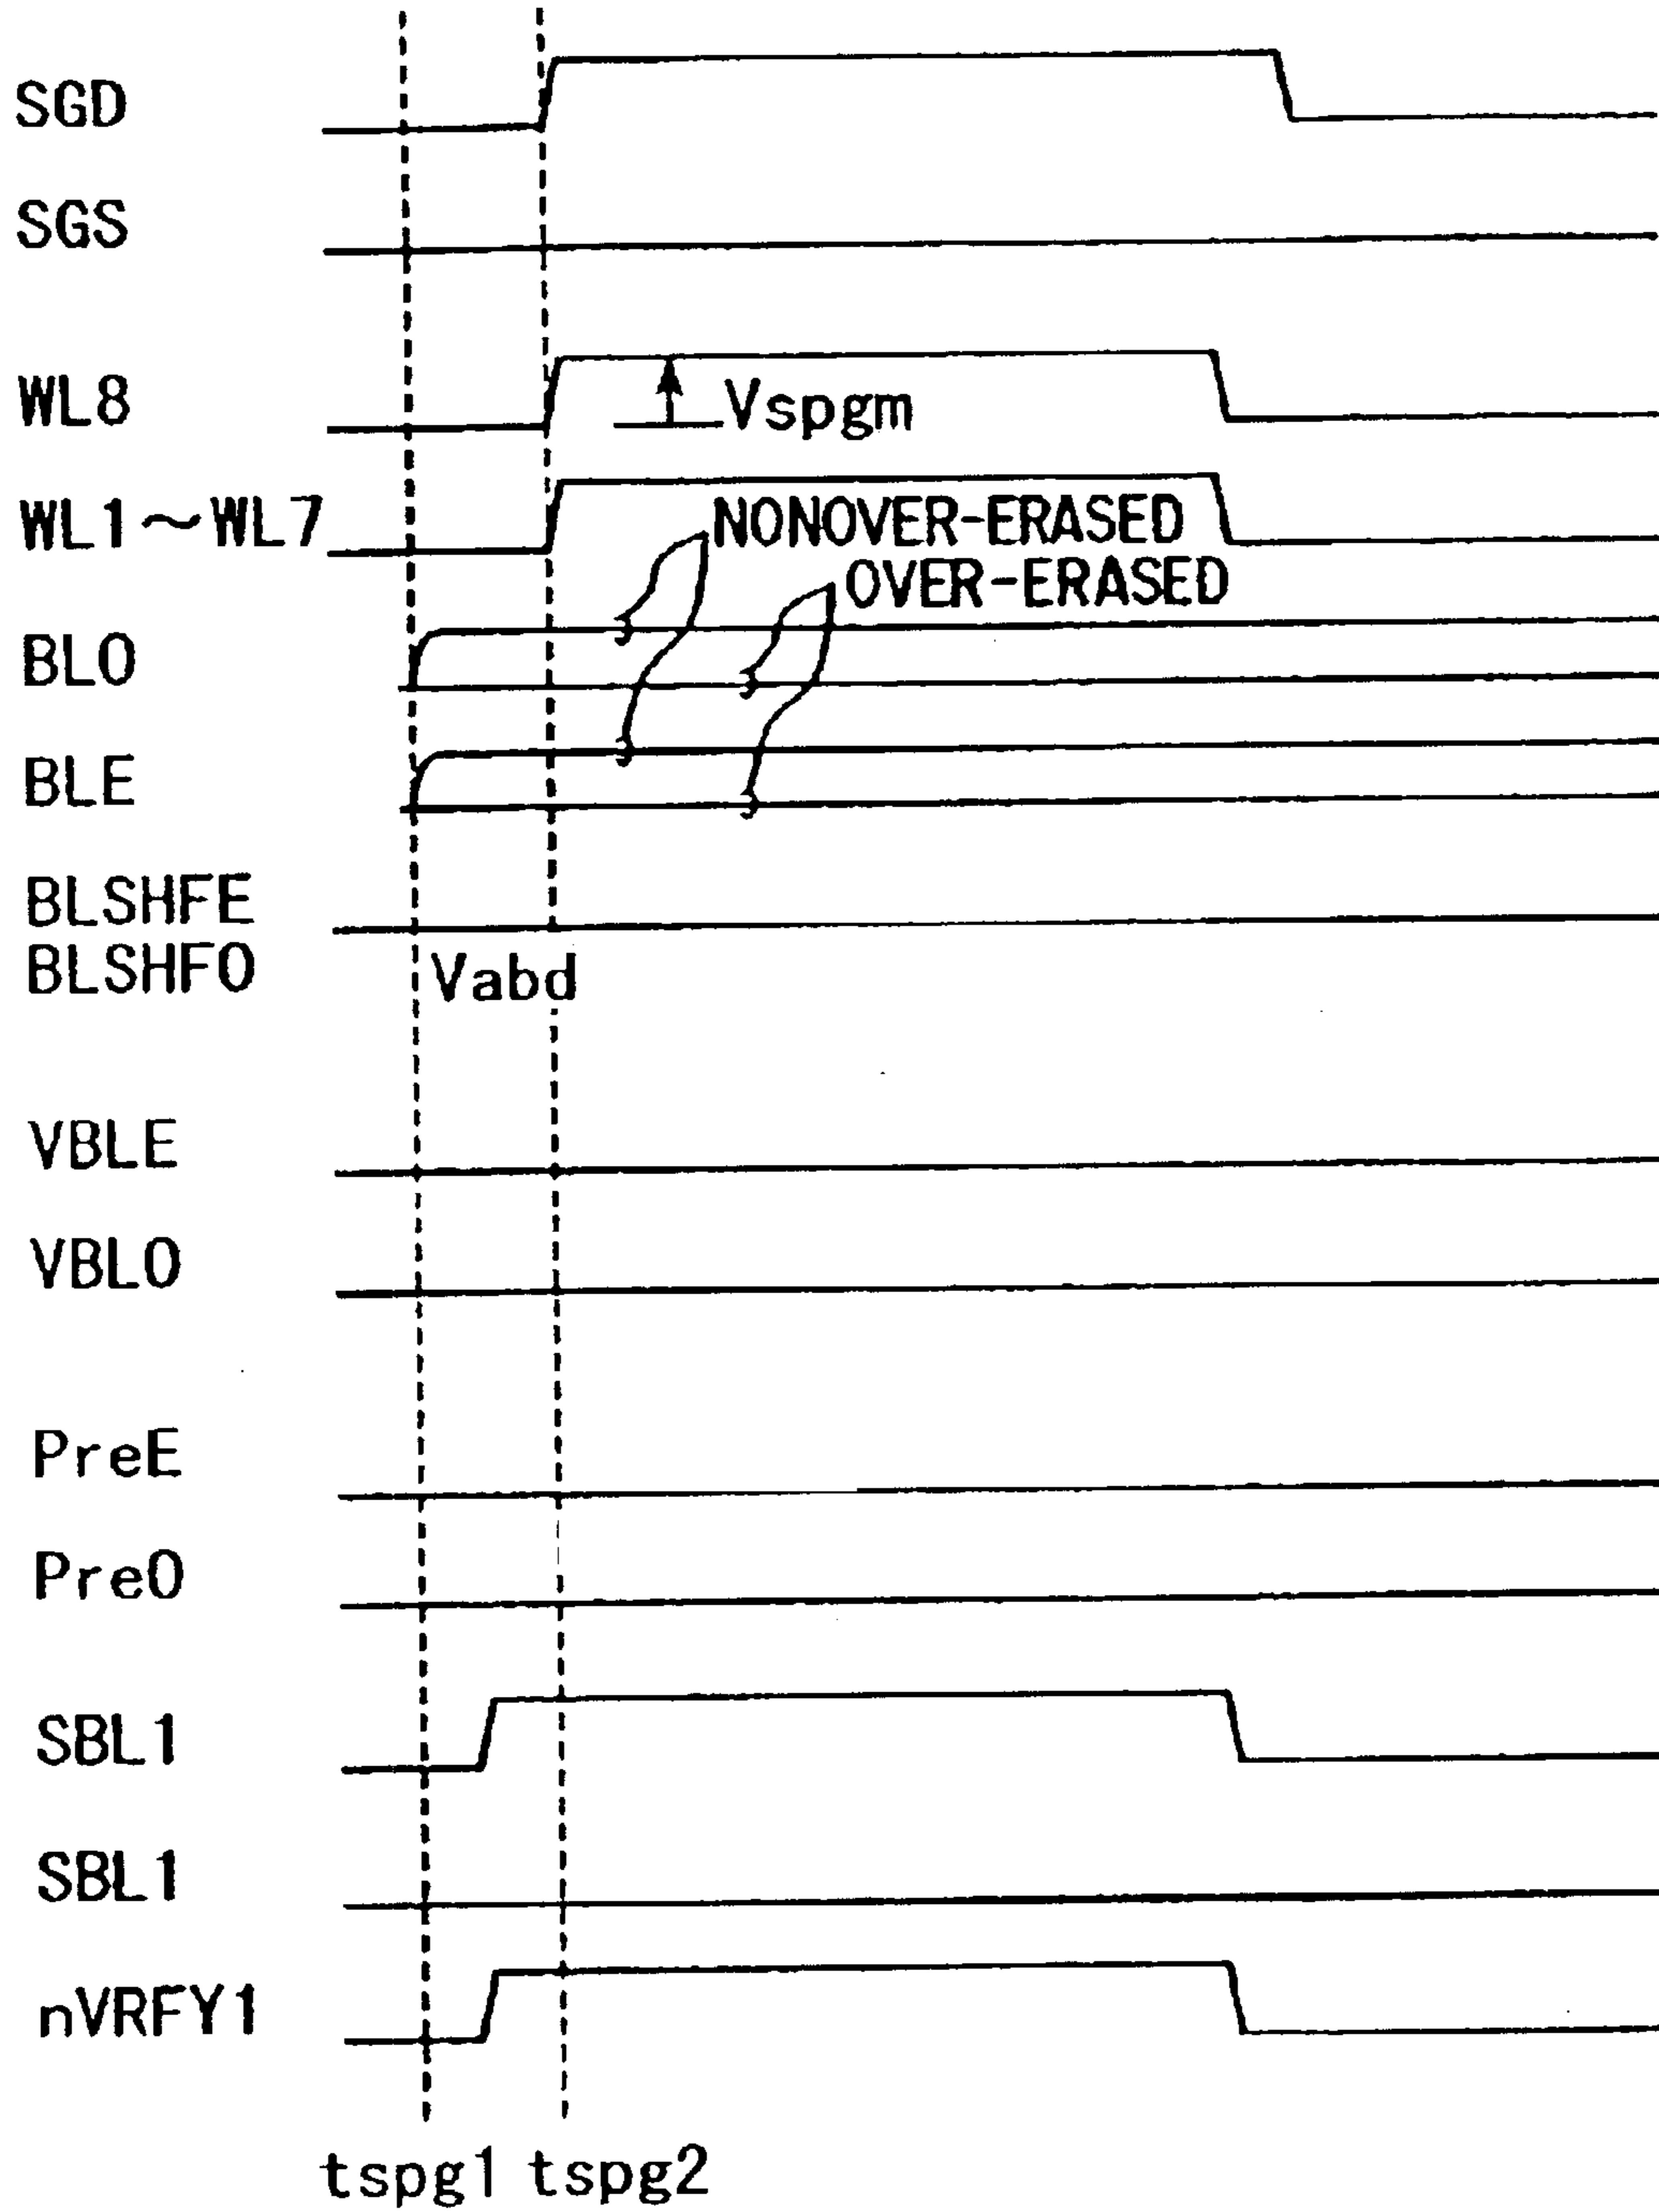 SGD
SGS
WL8
Vspgm
WL1～WL7
NONOVER-ERASED
OVER-ERASED
BLO
BLE
BLSHFE
BLSHFO
Vabd
VBLE
VBLO
PreE
PreO
SBL1
SBL1
nVRFY1
tspg1 tspg2